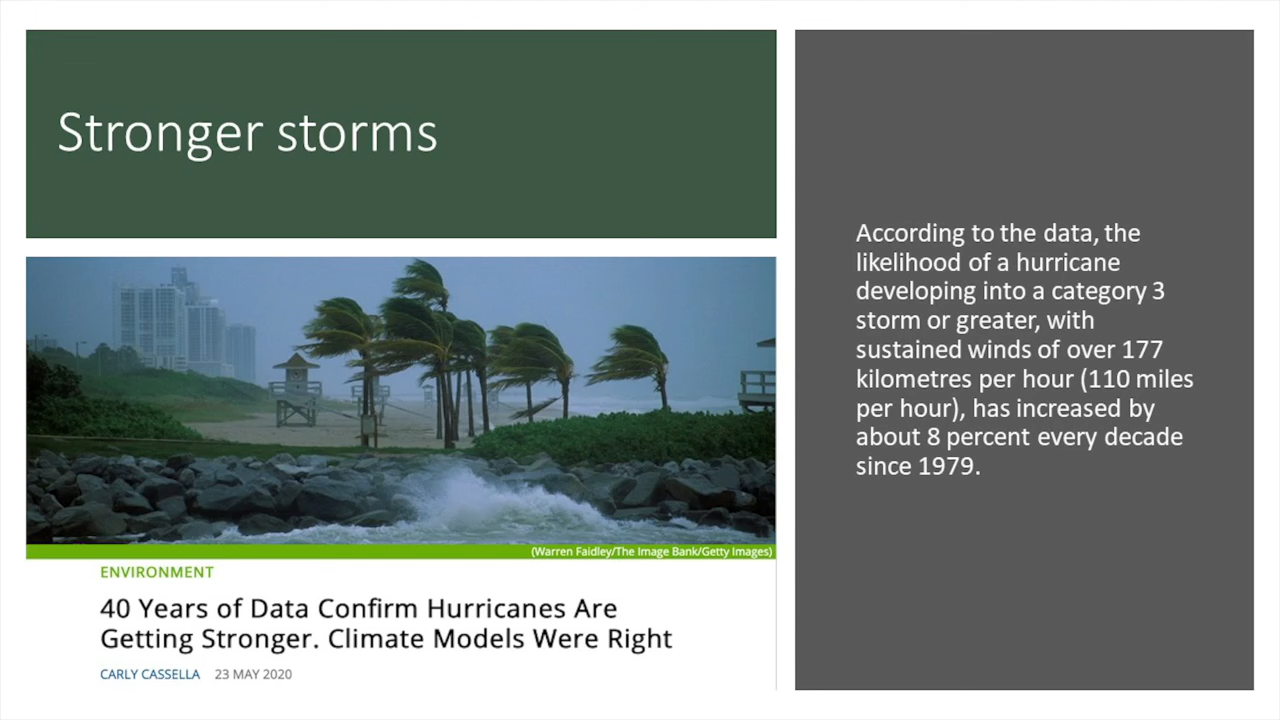 Stronger storms
(Warren Faidley/The Image Bank/Getty Images)
ENVIRONMENT
40 Years of Data Confirm Hurricanes Are
Getting Stronger. Climate Models Were Right
CARLY CASSELLA 23 MAY 2020
According to the data, the
likelihood of a hurricane
developing into a category 3
storm or greater, with
sustained winds of over 177
kilometres per hour (110 miles
per hour), has increased by
about 8 percent every decade
since 1979.